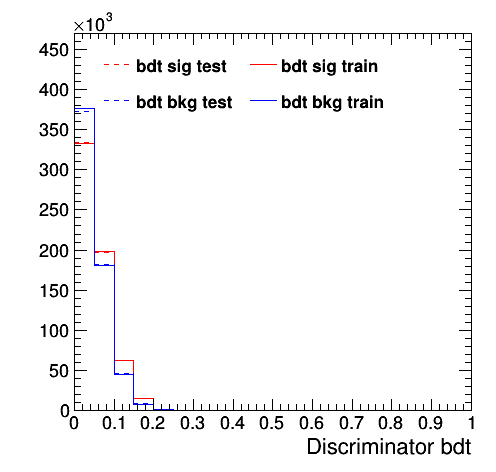 ×10³
bdt sig test bdt sig train
bdt bkg test bdt bkg train
450
400
350
300
250
200
150
100
50
0
0 0.1 0.2 0.3 0.4 0.5 0.6 0.7 0.8 0.9 1
Discriminator bdt